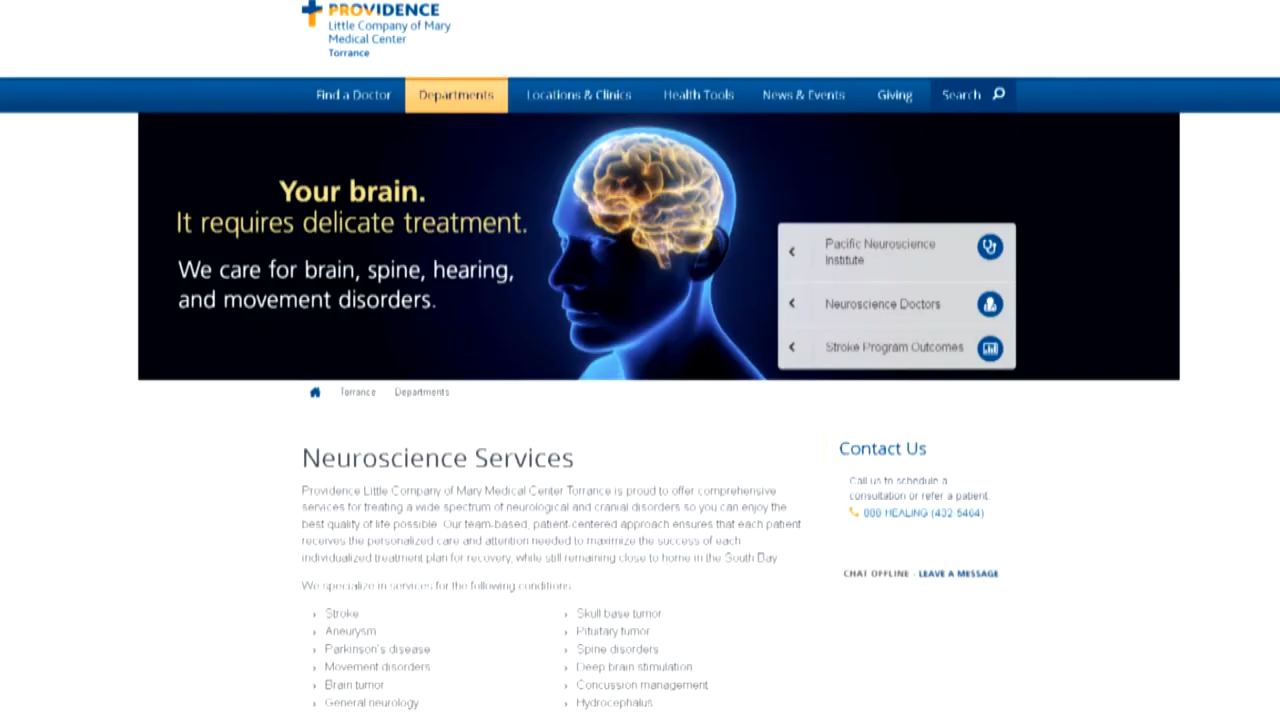 PROVIDENCE
Little Company of Mary
Medical Center
Torrance
Find a Doctor
Departments
Locations & Clinics
Health Tools
News & Events
Giving
Search
Your brain.
It requires delicate treatment.
We care for brain, spine, hearing,
and movement disorders.
Pacific Neuroscience
Institute
Neuroscience Doctors
Stroke Program Outcomes
Torrance
Departments
Neuroscience Services
Providence Little Company of Mary Medical Center Torrance is proud to offer comprehensive
services for treating a wide spectrum of neurological and cranial disorders so you can enjoy the
best quality of life possible. Our team-based, patient-centered approach ensures that each patient
receives the personalized care and attention needed to maximize the success of each
individualized treatment plan for recovery, while still remaining close to home in the South Bay
We specialize in services for the following conditions
Stroke
Aneurysm
Parkinson's disease
Movement disorders
Brain tumor
General neurology
Skull base tumor
Pituitary tumor
Spine disorders
Deep brain stimulation
Concussion management
Hydrocephalus
Contact Us
Call us to schedule a
consultation or refer a patient.
HEALING
CHAT OFFLINE - LEAVE A MESSAGE